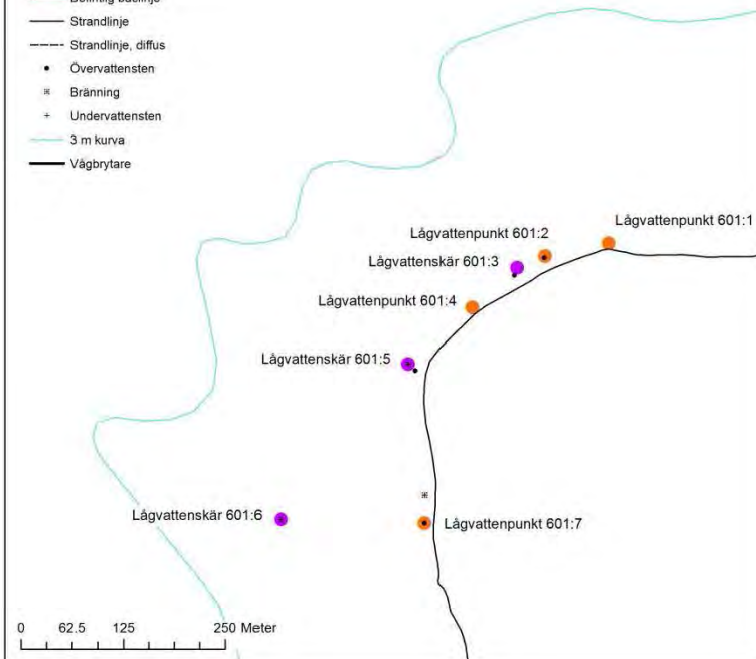 Strandlinje
Strandlinje, diffus
Övervattensten
Bränning
Undervattensten
3 m kurva
Vågbrytare
Lågvattenpunkt 601:1
Lågvattenpunkt 601:2
Lågvattenskär 601:3
Lågvattenpunkt 601:4
Lågvattenskär 601:5
Lågvattenskär 601:6
Lågvattenpunkt 601:7
0 62.5 125 250 Meter